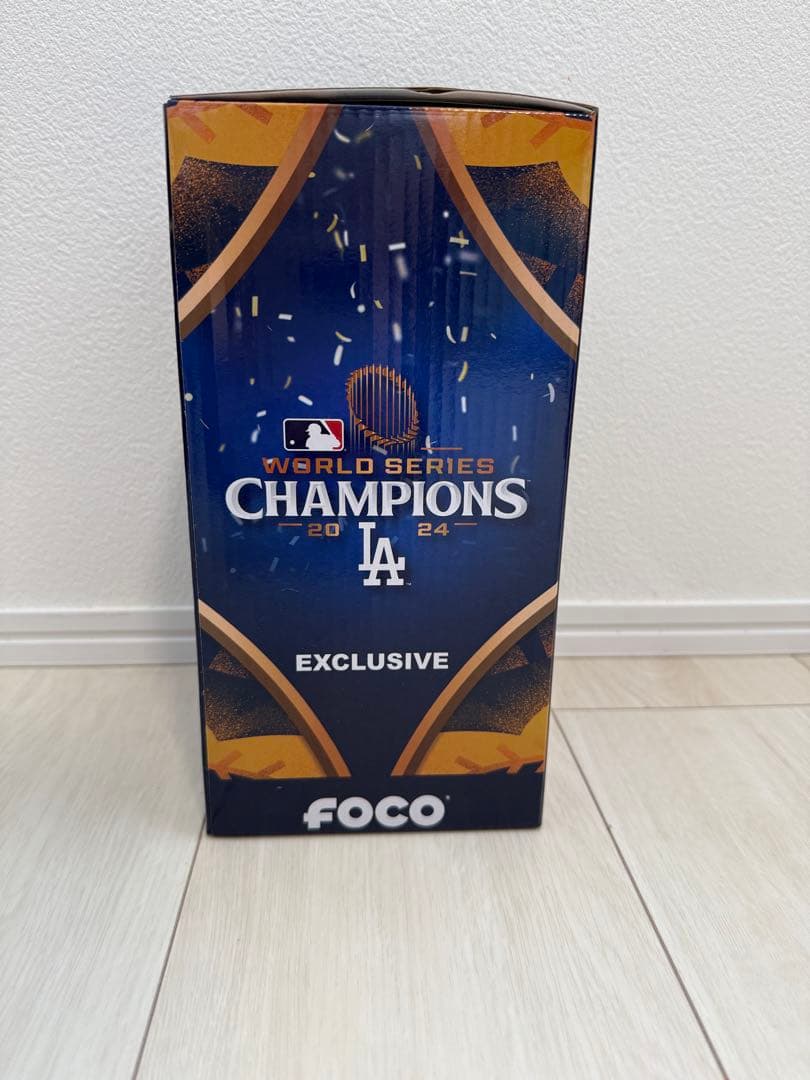 WORLD SERIES
CHAMPIONS
20 24
LA
EXCLUSIVE
FOCO